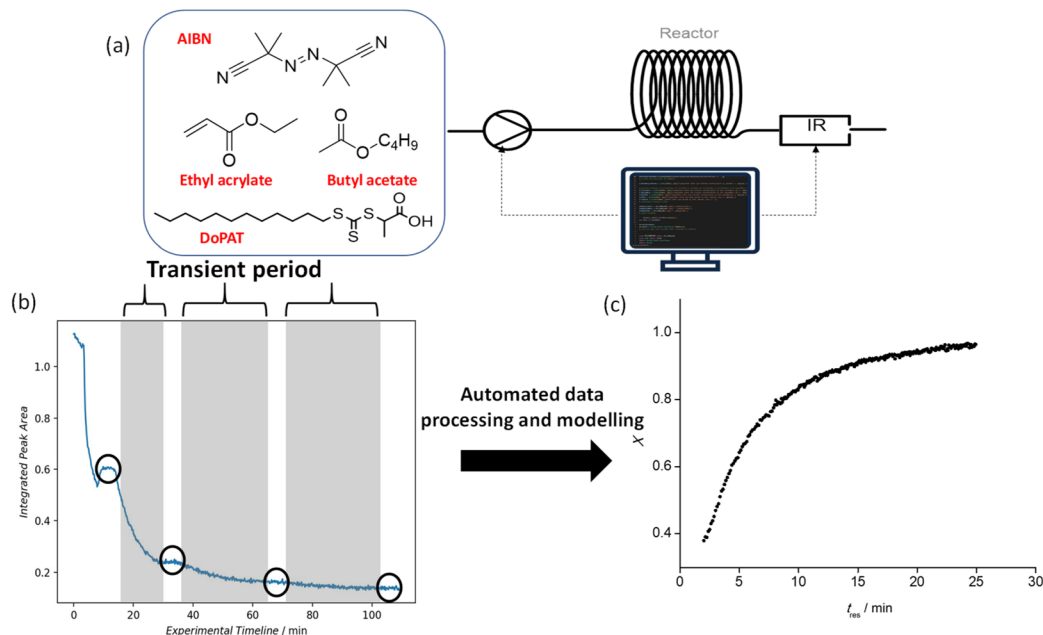 (a)
AIBN
N
N
N
N
O
O
Ethyl acrylate
O
O
C4H9
Butyl acetate
S
S
S
O
OH
DoPAT
Reactor
IR
Transient period
(b)
1.0
0.8
0.6
0.4
0.2
Integrated Peak Area
0
20
40
60
80
100
Experimental Timeline / min
Automated data
processing and modelling
(c)
1.0
0.8
0.6
0.4
X
0
5
10
15
20
25
30
tres / min